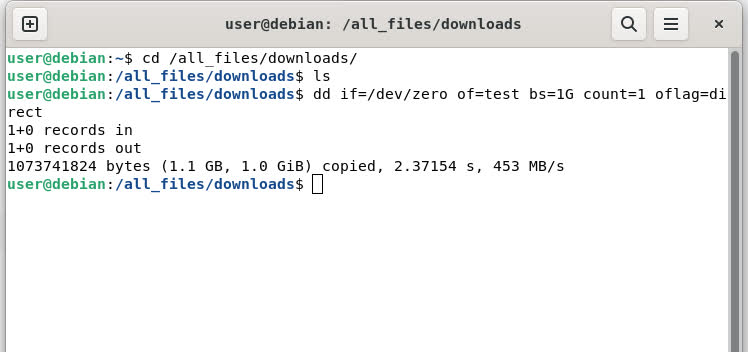 user@debian: /all_files/downloads
user@debian:~$ cd /all_files/downloads/
user@debian:/all_files/downloads$ ls
user@debian:/all_files/downloads$ dd if=/dev/zero of=test bs=1G count=1 oflag=di
rect
1+0 records in
1+0 records out
1073741824 bytes (1.1 GB, 1.0 GiB) copied, 2.37154 s, 453 MB/s
user@debian:/all_files/downloads$